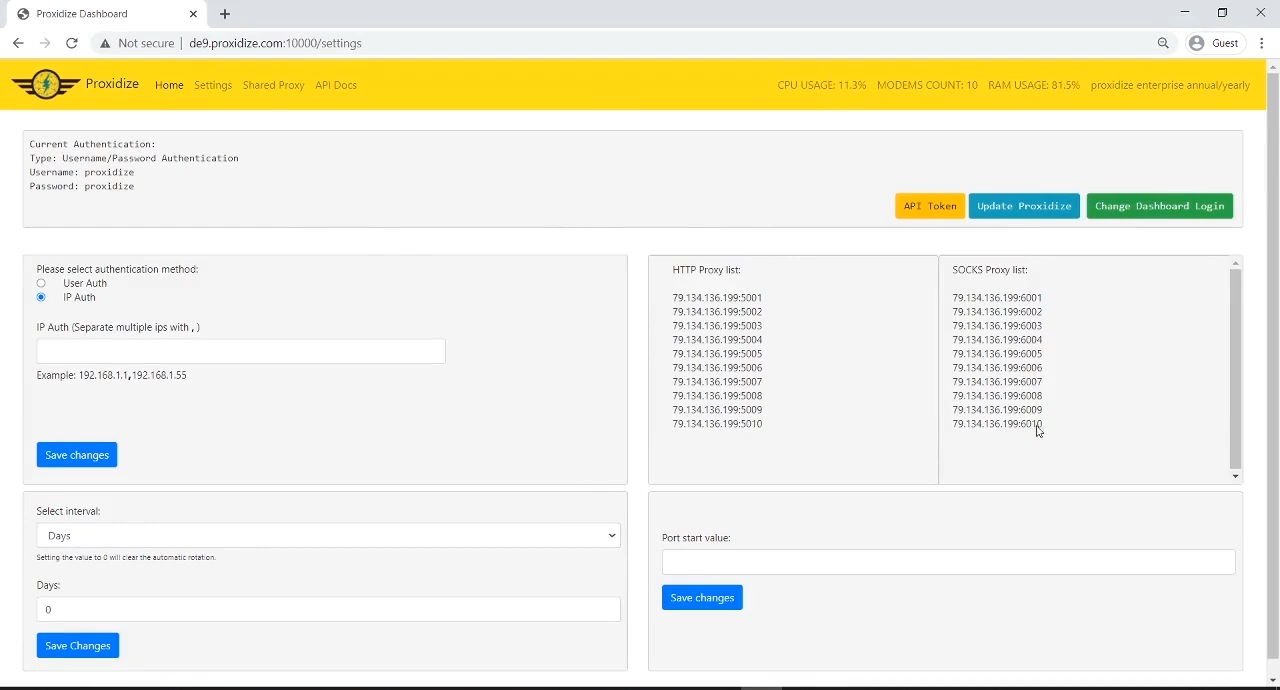 Proxidize Dashboard
Not secure | de9.proxidize.com:10000/settings
Guest
Proxidize Home Settings Shared Proxy API Docs CPU USAGE: 11.3% MODEMS COUNT: 10 RAM USAGE: 81.5% proxidize enterprise annual/yearly
Current Authentication:
Type: Username/Password Authentication
Username: proxidize
Password: proxidize
API Token Update Proxidize Change Dashboard Login
Please select authentication method:
User Auth
IP Auth
IP Auth (Separate multiple ips with , )
Example: 192.168.1.1,192.168.1.55
Save changes
HTTP Proxy list:
79.134.136.199:5001
79.134.136.199:5002
79.134.136.199:5003
79.134.136.199:5004
79.134.136.199:5005
79.134.136.199:5006
79.134.136.199:5007
79.134.136.199:5008
79.134.136.199:5009
79.134.136.199:5010
SOCKS Proxy list:
79.134.136.199:6001
79.134.136.199:6002
79.134.136.199:6003
79.134.136.199:6004
79.134.136.199:6005
79.134.136.199:6006
79.134.136.199:6007
79.134.136.199:6008
79.134.136.199:6009
79.134.136.199:6010
Select interval:
Days
Setting the value to 0 will clear the automatic rotation.
Days:
0
Save Changes
Port start value:
Save changes